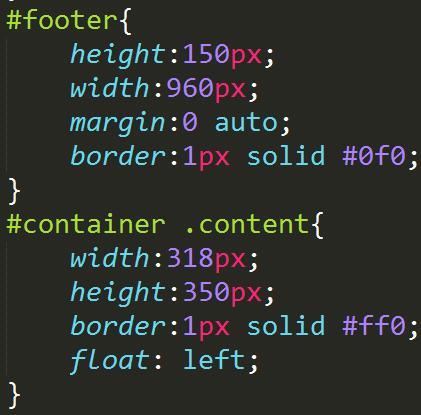 #footer{
    height:150px;
    width:960px;
    margin:0 auto;
    border:1px solid #0f0;
}
#container .content{
    width:318px;
    height:350px;
    border:1px solid #ff0;
    float: left;
}